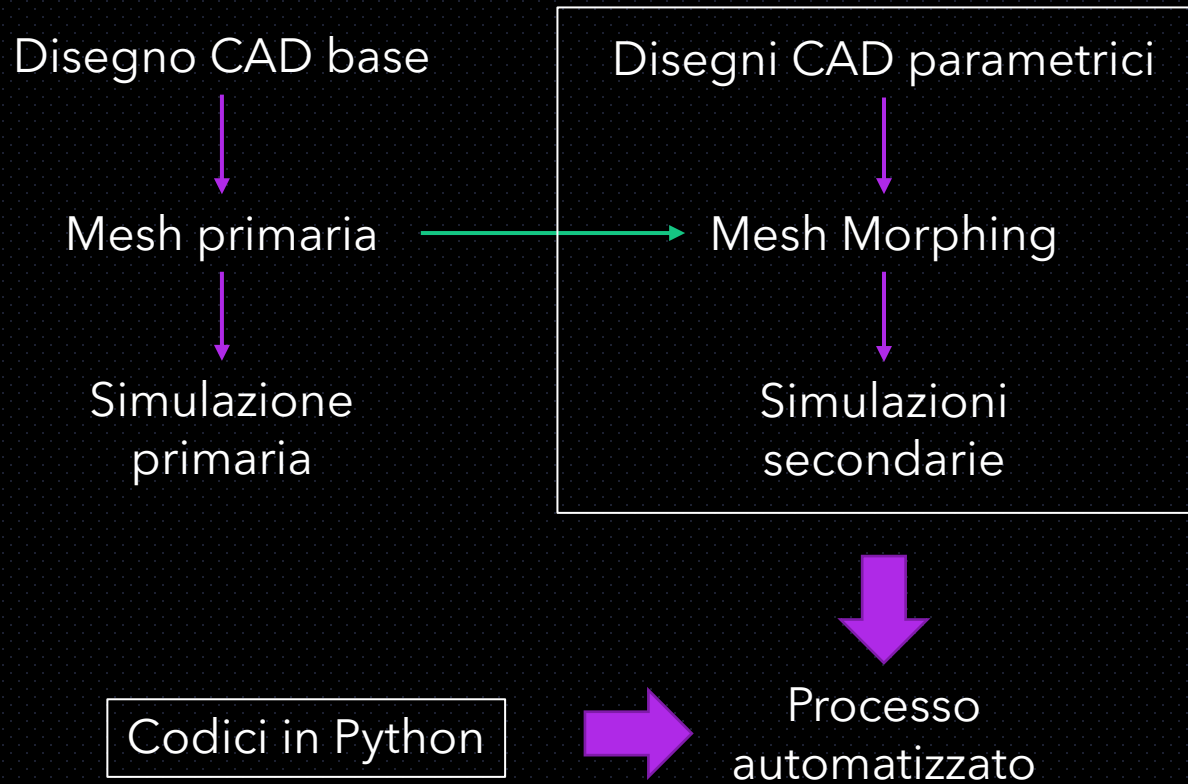 Disegno CAD base
Disegni CAD parametrici
Mesh primaria
Mesh Morphing
Simulazione
primaria
Simulazioni
secondarie
Codici in Python
Processo
automatizzato